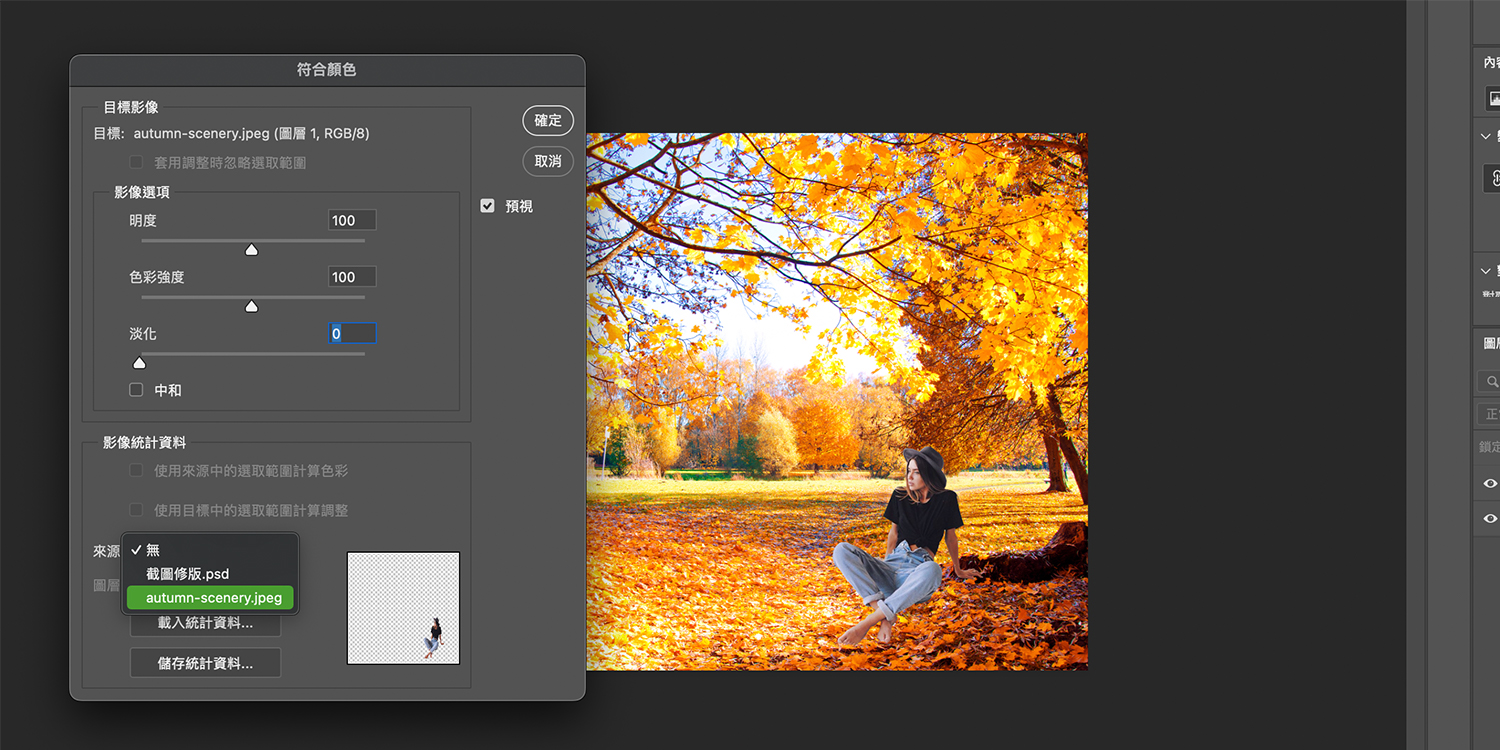 符合顏色
目標影像
目標: autumn-scenery.jpeg (圖層 1, RGB/8)
套用調整時忽略選取範圍
影像選項
明度 100
色彩強度 100
淡化 0
中和
確定
取消
預視
影像統計資料
使用來源中的選取範圍計算色彩
使用目標中的選取範圍計算調整
來源
無
截圖修版.psd
autumn-scenery.jpeg
圖層
載入統計資料...
儲存統計資料...
正
鎖定